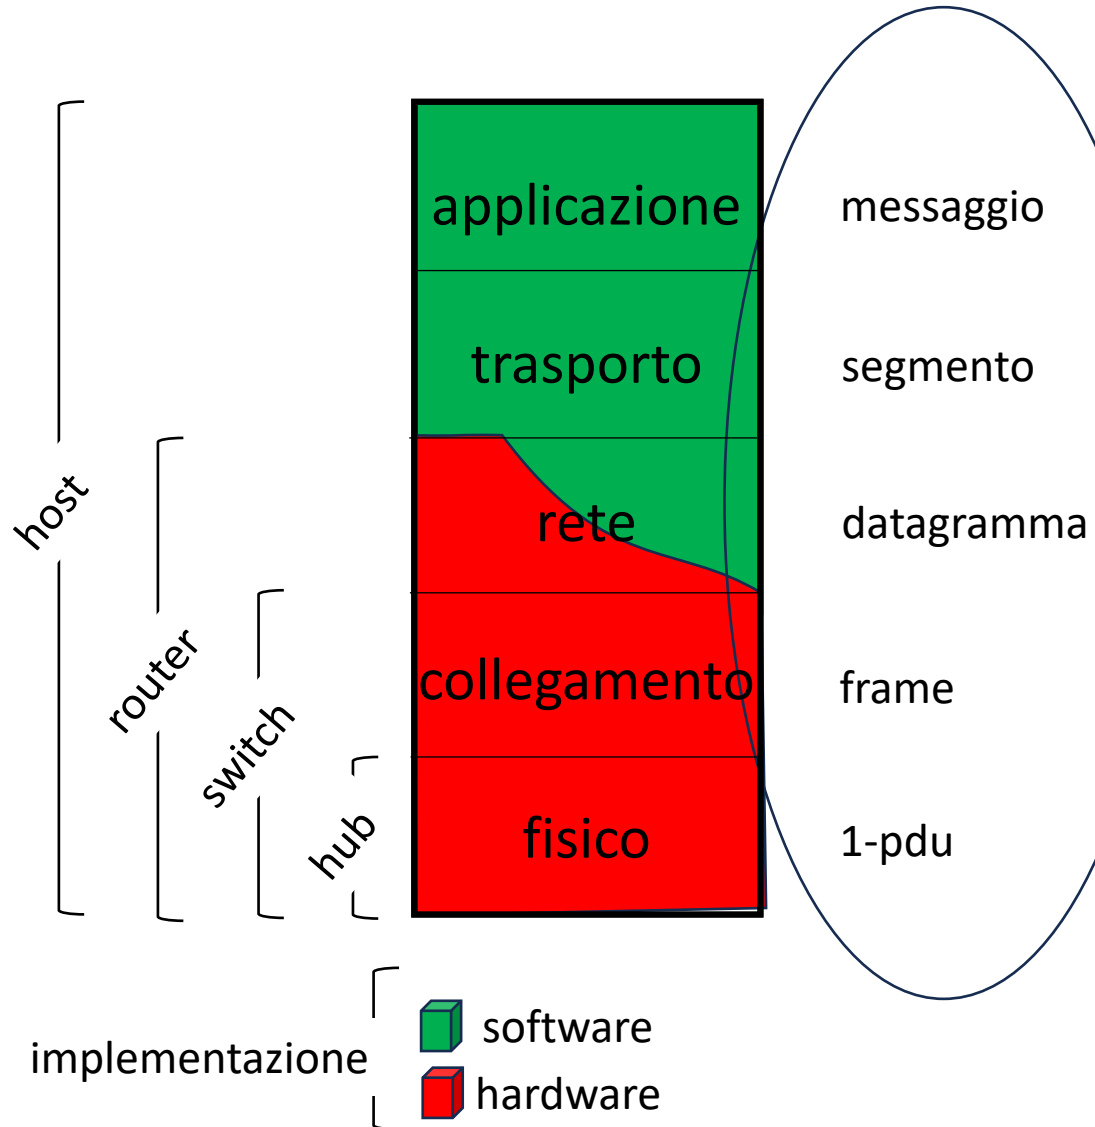 applicazione
messaggio
trasporto
segmento
host
router
rete
datagramma
switch
collegamento
frame
hub
fisico
1-pdu
implementazione
software
hardware